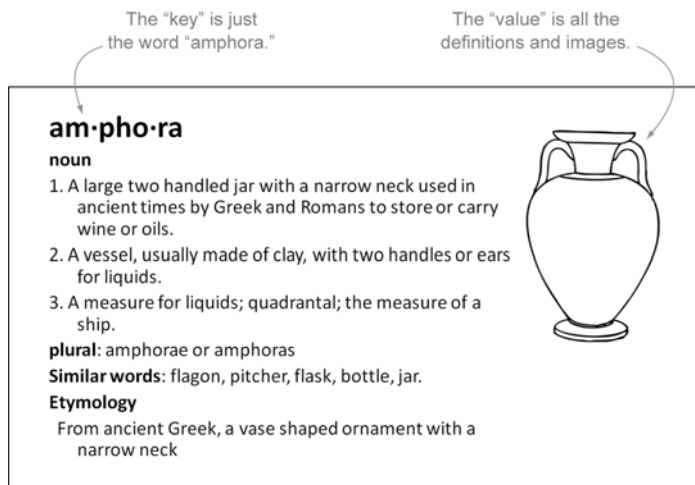 The “key” is just
the word “amphora.”
The “value” is all the
definitions and images.
am·pho·ra
noun
1. A large two handled jar with a narrow neck used in
ancient times by Greek and Romans to store or carry
wine or oils.
2. A vessel, usually made of clay, with two handles or ears
for liquids.
3. A measure for liquids; quadrantal; the measure of a
ship.
plural: amphorae or amphoras
Similar words: flagon, pitcher, flask, bottle, jar.
Etymology
From ancient Greek, a vase shaped ornament with a
narrow neck